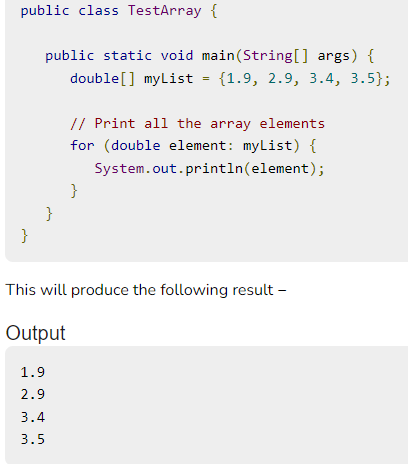 public class TestArray {
public static void main(String[] args) {
double[] myList = {1.9, 2.9, 3.4, 3.5};
// Print all the array elements
for (double element: myList) {
System.out.println(element);
}
}
}
This will produce the following result −
Output
1.9
2.9
3.4
3.5